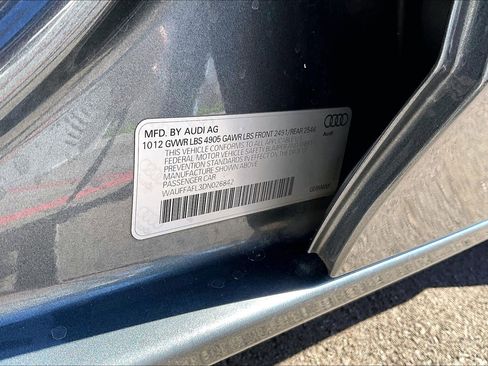 MFD. BY AUDI AG
1012 GVWR LBS 4905 GAWR LBS FRONT 2491/REAR 2544
THIS VEHICLE CONFORMS TO ALL APPLICABLE
FEDERAL MOTOR VEHICLE SAFETY BUMPER AND THEFT
PREVENTION STANDARDS IN EFFECT ON THE DATE OF
MANUFACTURE SHOWN ABOVE.
PASSENGER CAR
WAUFFAFL3DN026842
Audi